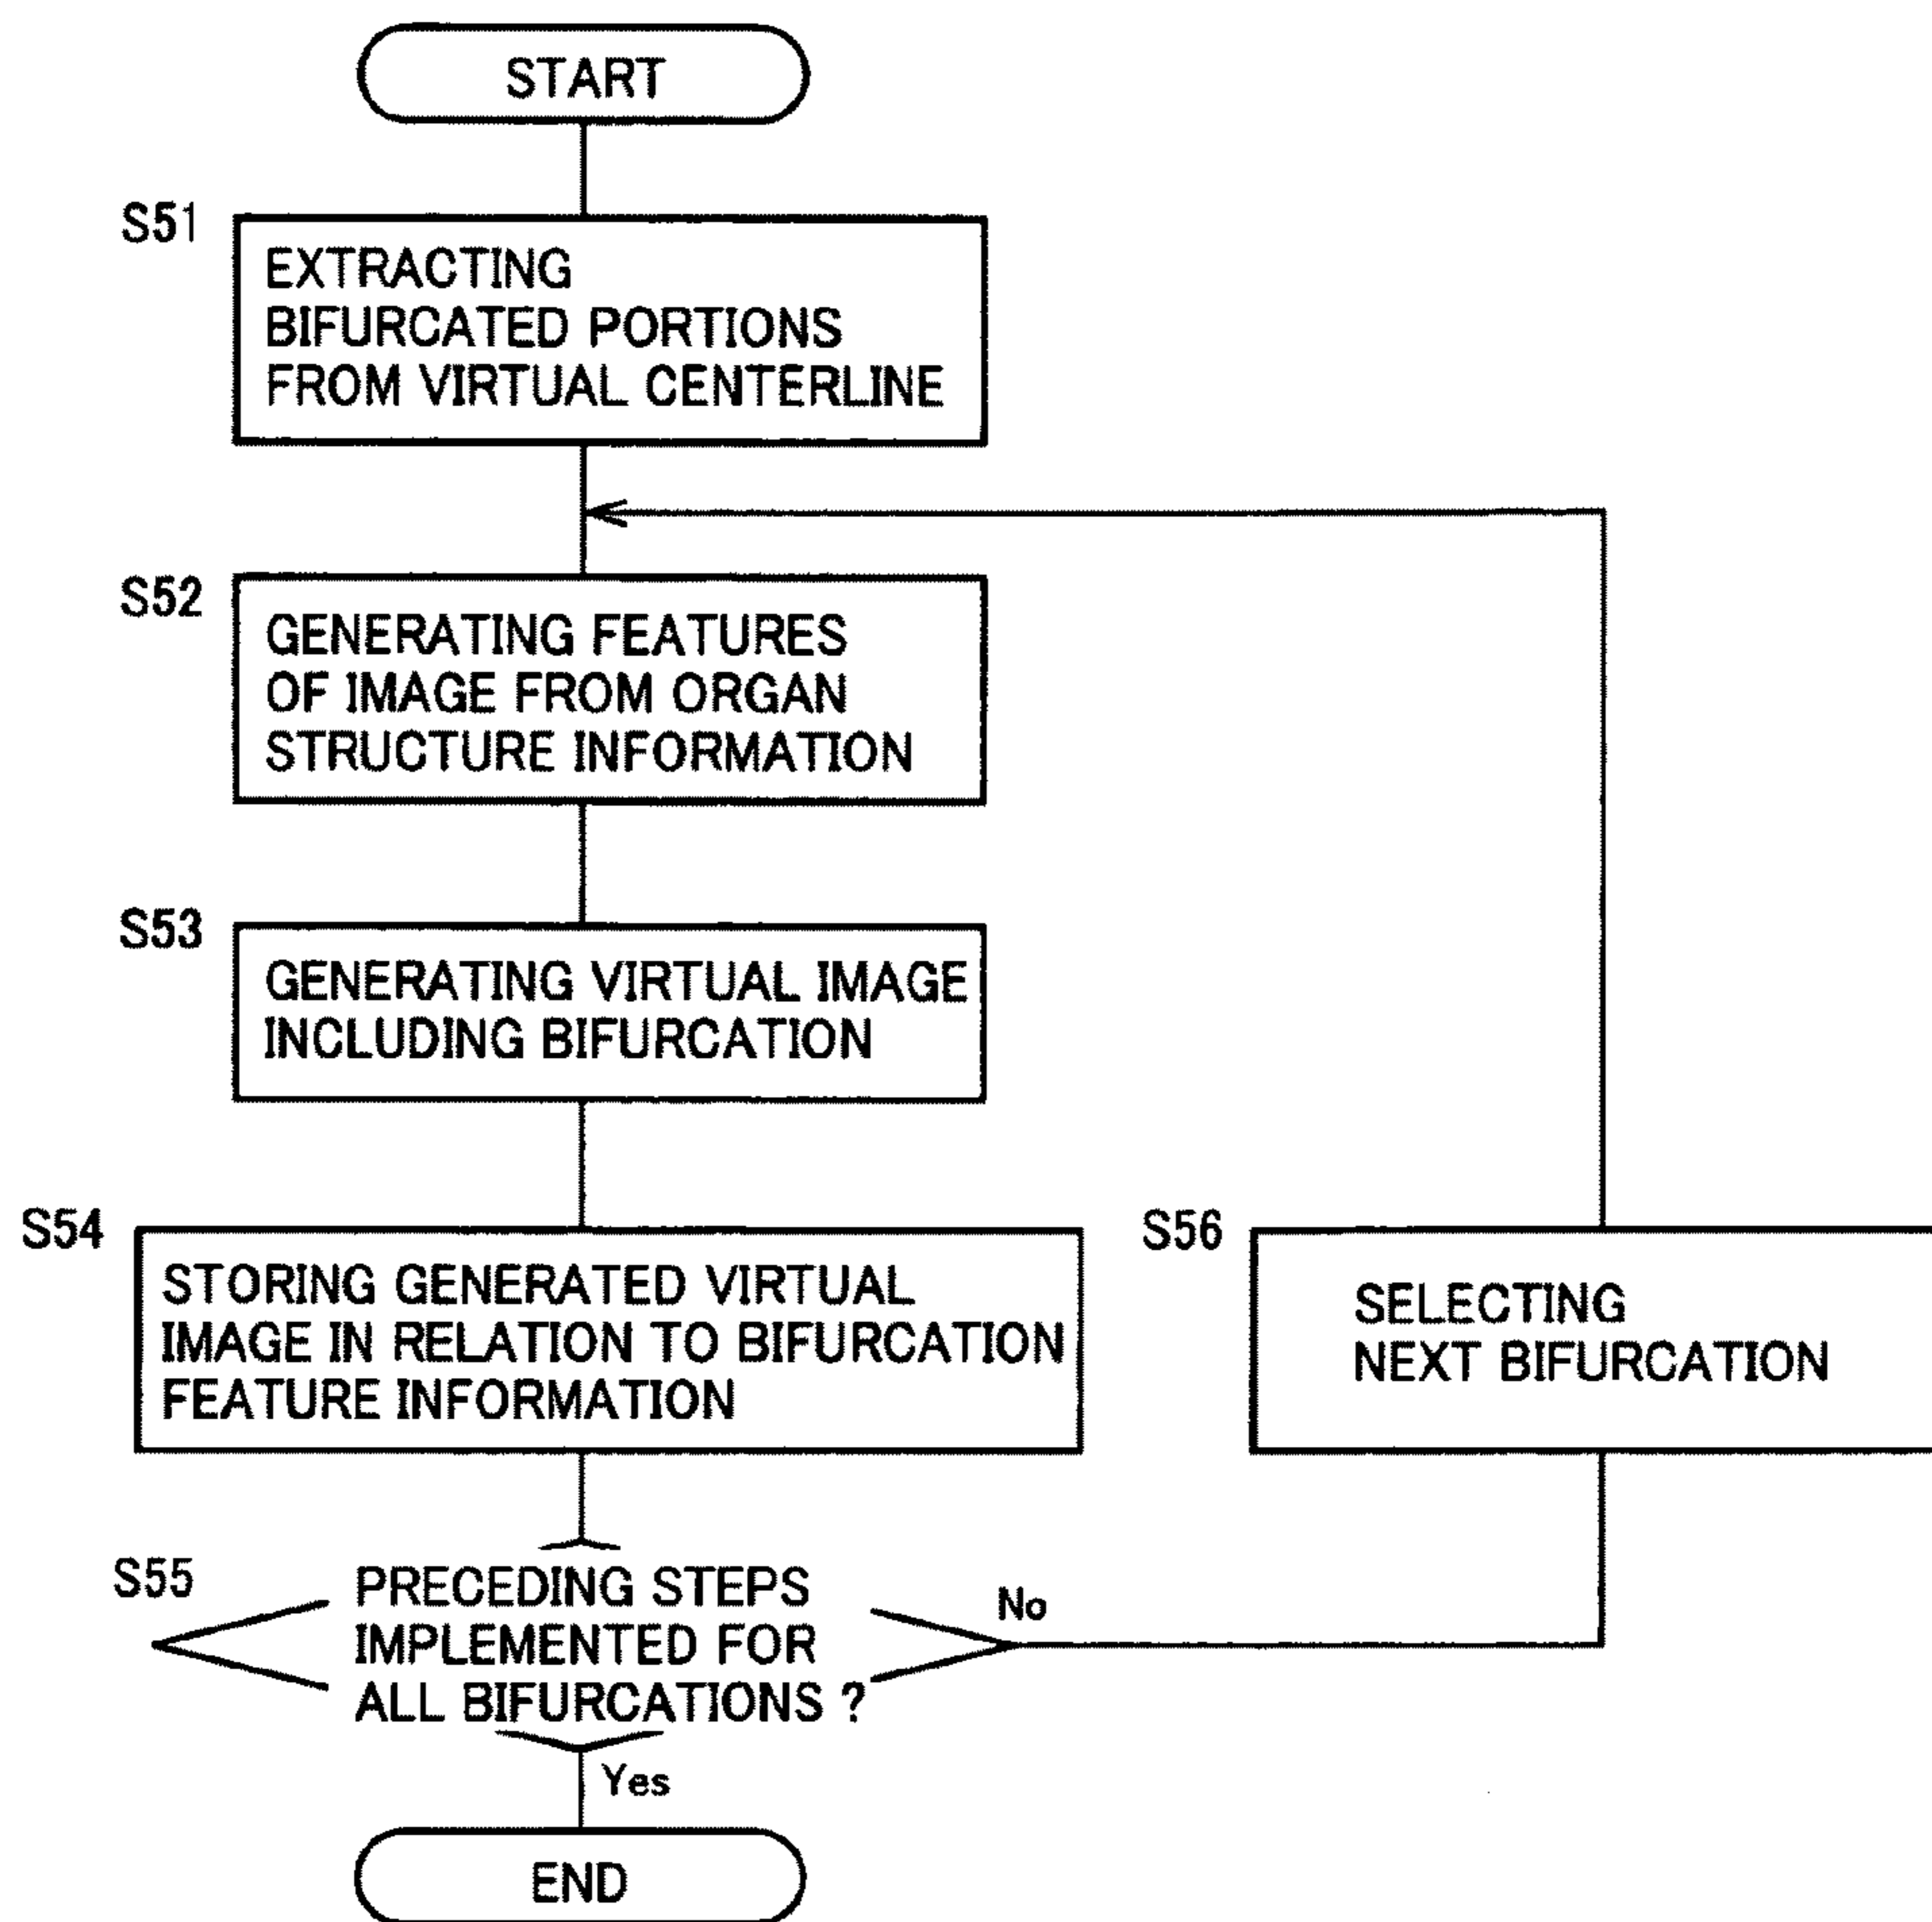 START
S51
EXTRACTING
BIFURCATED PORTIONS
FROM VIRTUAL CENTERLINE
S52
GENERATING FEATURES
OF IMAGE FROM ORGAN
STRUCTURE INFORMATION
S53
GENERATING VIRTUAL IMAGE
INCLUDING BIFURCATION
S54
STORING GENERATED VIRTUAL
IMAGE IN RELATION TO BIFURCATION
FEATURE INFORMATION
S56
SELECTING
NEXT BIFURCATION
S55
PRECEDING STEPS
IMPLEMENTED FOR
ALL BIFURCATIONS ?
No
Yes
END